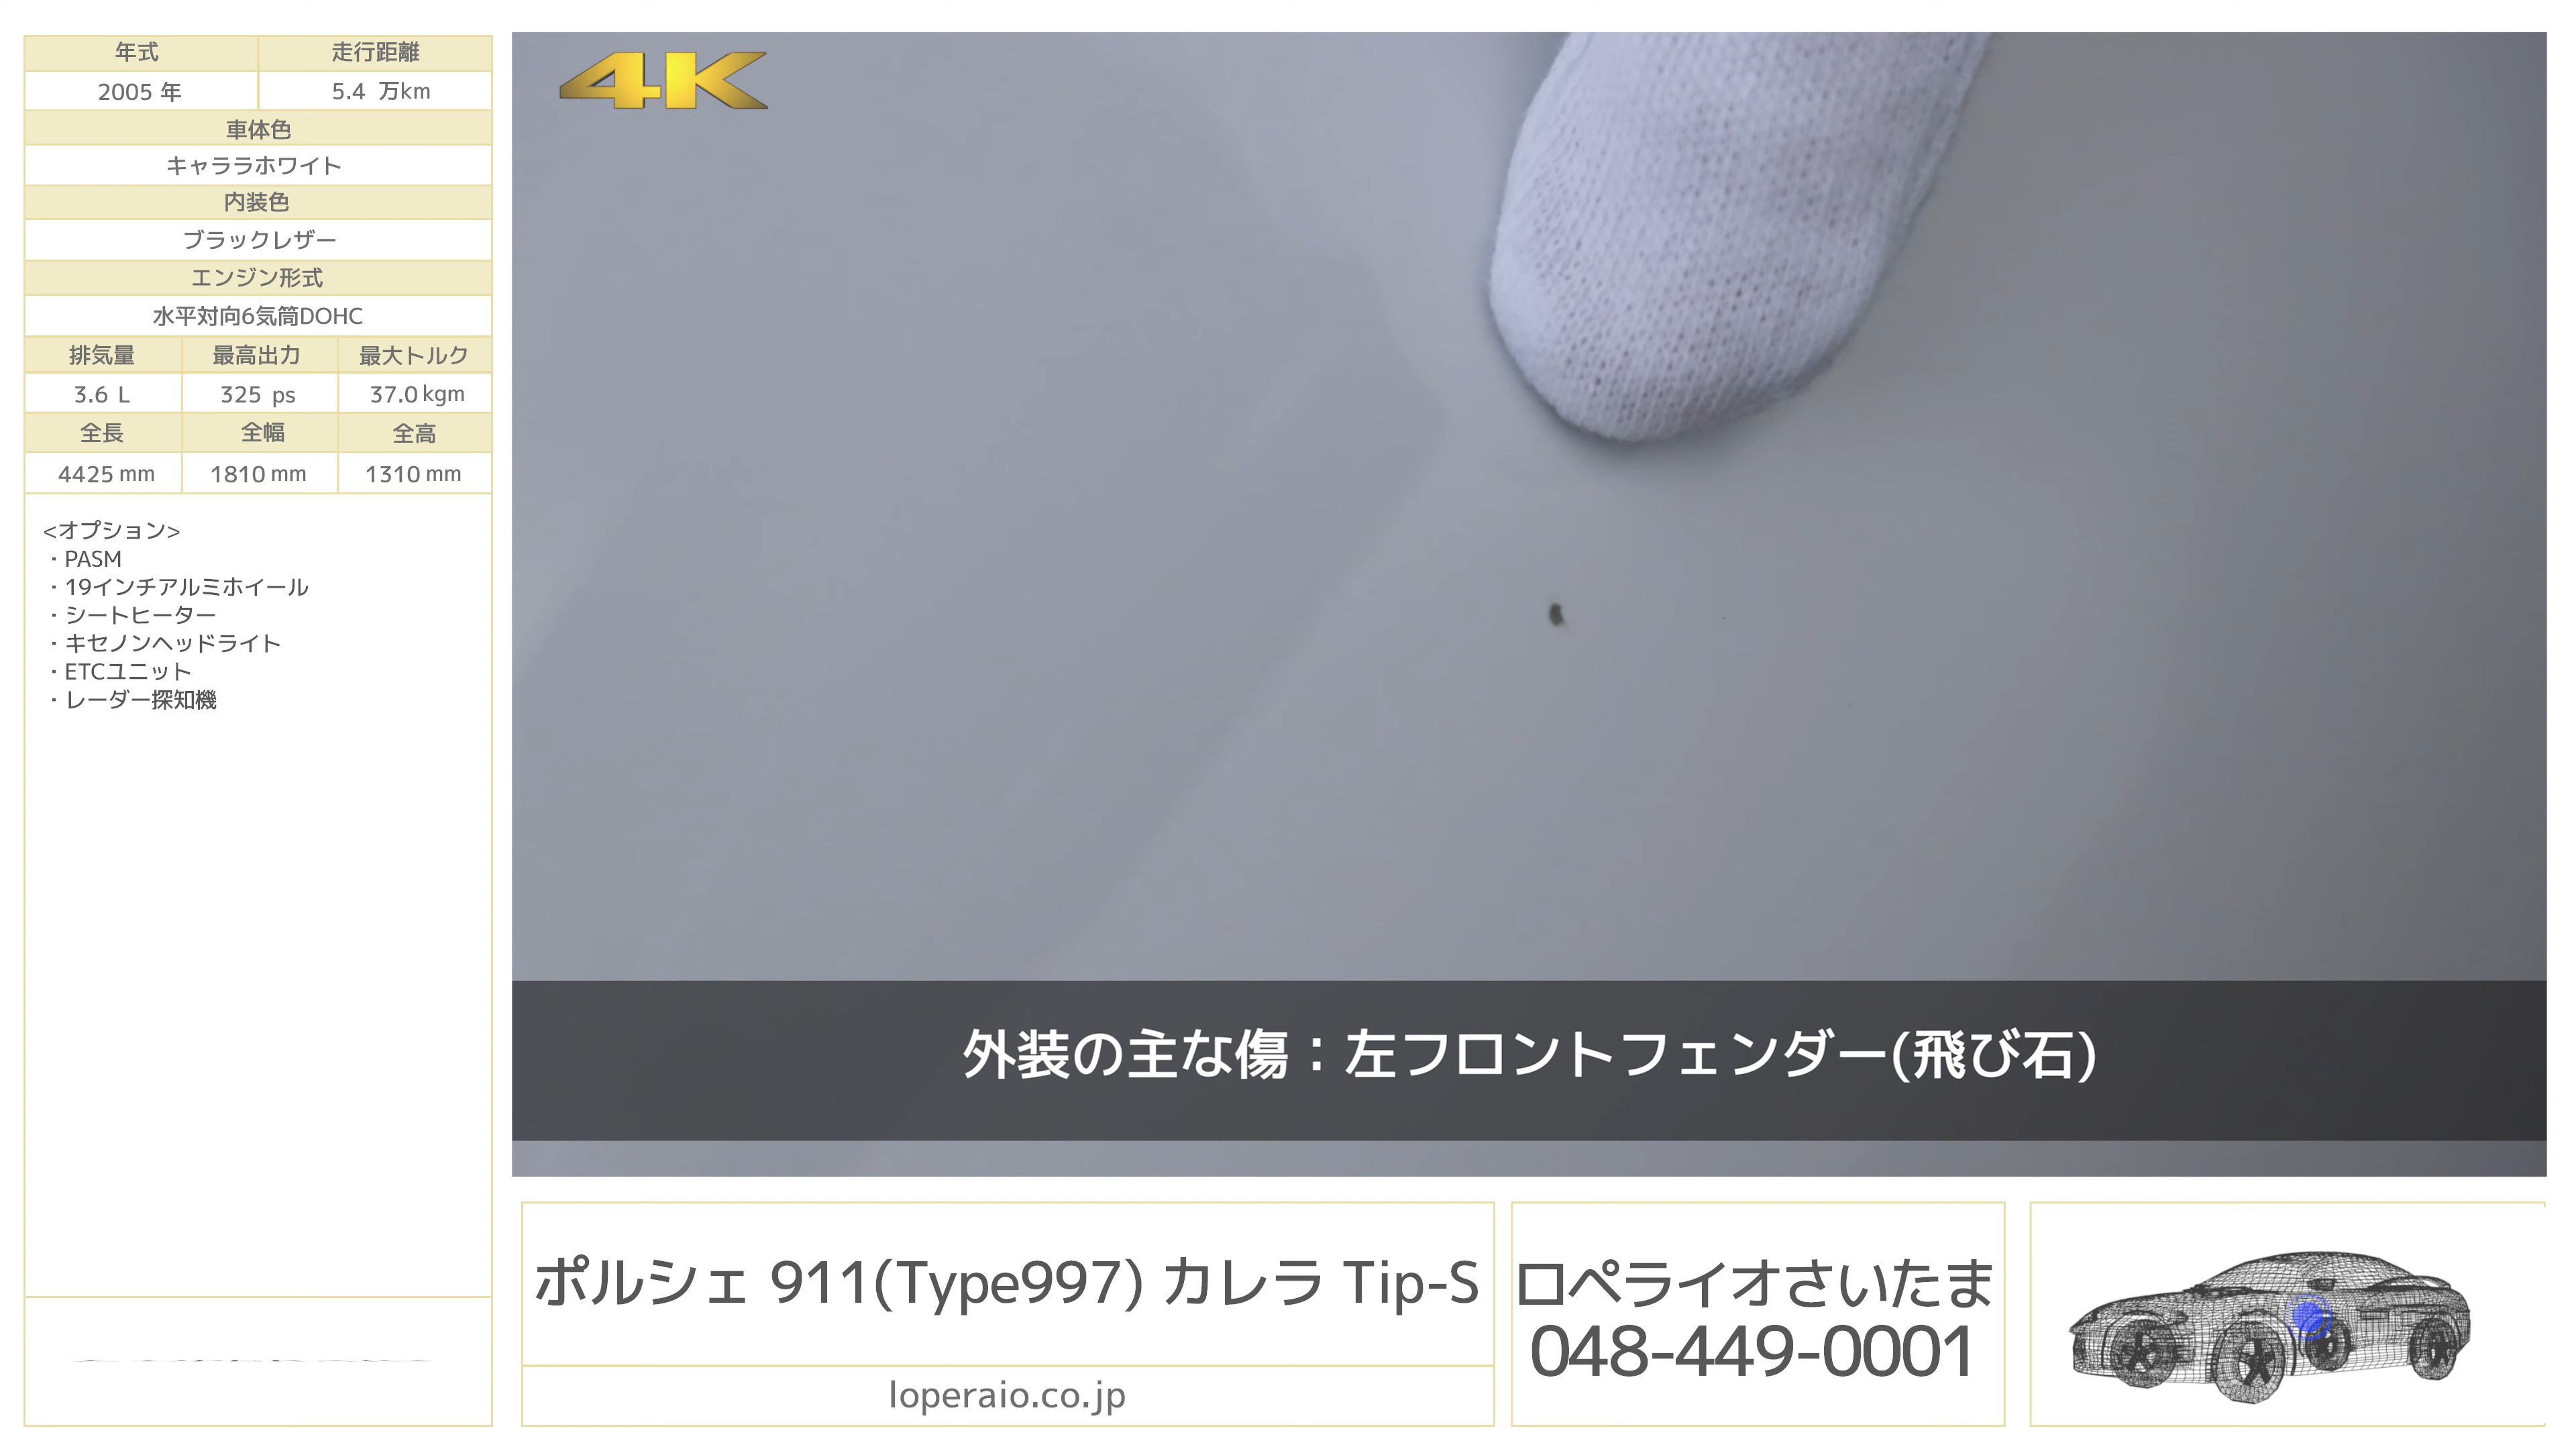 年式 走行距離
2005 年 5.4 万km
車体色
キャララホワイト
内装色
ブラックレザー
エンジン形式
水平対向6気筒DOHC
排気量 最高出力 最大トルク
3.6 L 325 ps 37.0 kgm
全長 全幅 全高
4425 mm 1810 mm 1310 mm
<オプション>
・PASM
・19インチアルミホイール
・シートヒーター
・キセノンヘッドライト
・ETCユニット
・レーダー探知機
4K
外装の主な傷：左フロントフェンダー(飛び石)
ポルシェ 911(Type997) カレラ Tip-S
loperaio.co.jp
ロペライオさいたま
048-449-0001